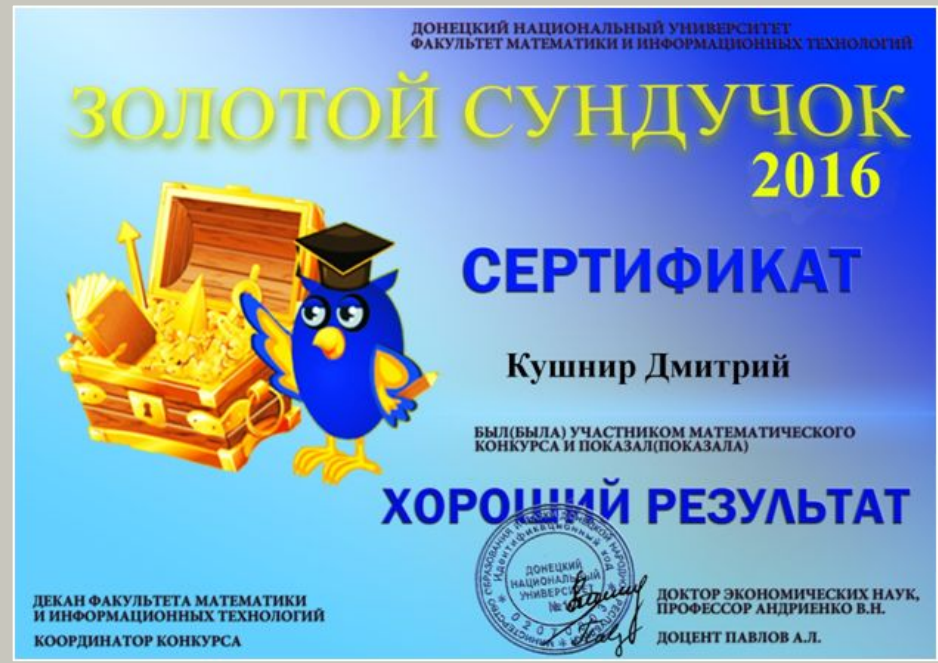 ДОНЕЦКИЙ НАЦИОНАЛЬНЫЙ УНИВЕРСИТЕТ
ФАКУЛЬТЕТ МАТЕМАТИКИ И ИНФОРМАЦИОННЫХ ТЕХНОЛОГИЙ
ЗОЛОТОЙ СУНДУЧОК
2016
СЕРТИФИКАТ
Кушнир Дмитрий
БЫЛ(БЫЛА) УЧАСТНИКОМ МАТЕМАТИЧЕСКОГО
КОНКУРСА И ПОКАЗАЛ(ПОКАЗАЛА)
ХОРОШИЙ РЕЗУЛЬТАТ
Идентификационный код
ДОНЕЦКИЙ
НАЦИОНАЛЬНЫЙ
УНИВЕРСИТЕТ
ДЕКАН ФАКУЛЬТЕТА МАТЕМАТИКИ
И ИНФОРМАЦИОННЫХ ТЕХНОЛОГИЙ
КООРДИНАТОР КОНКУРСА
ДОКТОР ЭКОНОМИЧЕСКИХ НАУК,
ПРОФЕССОР АНДРИЕНКО В.Н.
ДОЦЕНТ ПАВЛОВ А.Л.